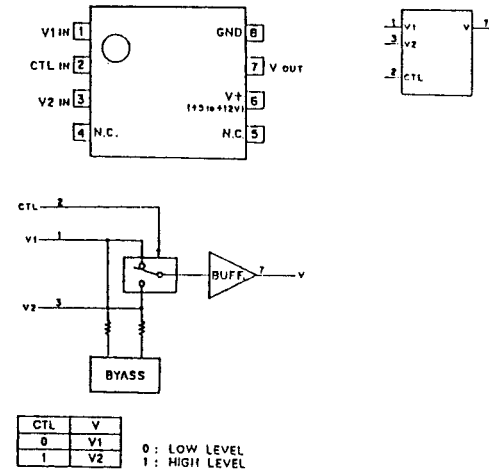 V1 IN 1
CTL IN 2
V2 IN 3
4 N.C.
GND 8
7 V OUT
V+ 6
(+5 to +12V)
N.C. 5
1 V1 V 7
3 V2
2 CTL
CTL 2
V1 1
V2 3
BUFF. 7 V
BYASS
CTL V
0 V1
1 V2
0 : LOW LEVEL
1 : HIGH LEVEL